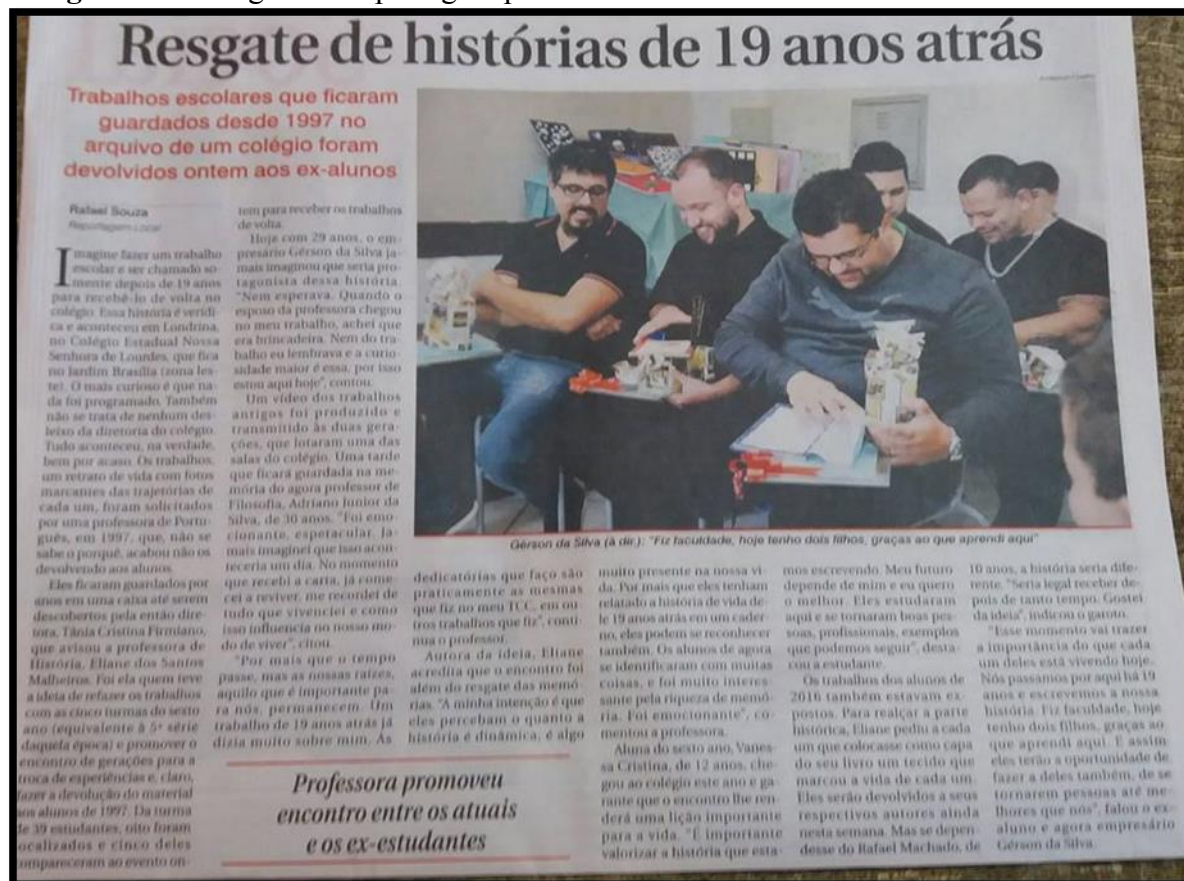 Resgate de histórias de 19 anos atrás
Trabalhos escolares que ficaram
guardados desde 1997 no
arquivo de um colégio foram
devolvidos ontem aos ex-alunos
Rafael Souza
Reportagem Local
Imagine fazer um trabalho
escolar e ser chamado so-
mente depois de 19 anos
para recebê-lo de volta no
colégio. Essa história é verídi-
ca e aconteceu em Londrina,
no Colégio Estadual Nossa
Senhora de Lourdes, que fica
no Jardim Brasília (zona les-
te). O mais curioso é que na-
da foi programado. Também
não se trata de nenhum des-
leixo da diretoria do colégio.
Tudo aconteceu, na verdade,
bem por acaso. Os trabalhos,
um retrato de vida com fotos
marcantes das trajetórias de
cada um, foram solicitados
por uma professora de Portu-
guês, em 1997, que, não se
sabe o porquê, acabou não os
devolvendo aos alunos.
Eles ficaram guardados por
anos em uma caixa até serem
descobertos pela então dire-
tora, Tânia Cristina Firmiano,
que avisou a professora de
História, Eliane dos Santos
Malheiros. Foi ela quem teve
a ideia de refazer os trabalhos
com as cinco turmas do sexto
ano (equivalente à 5ª série
daquela época) e promover o
encontro de gerações para a
troca de experiências e, claro,
fazer a devolução do material
aos alunos de 1997. Da turma
de 39 estudantes, oito foram
localizados e cinco deles
compareceram ao evento on-
tem para receber os trabalhos
de volta.
Hoje com 29 anos, o em-
presário Gérson da Silva ja-
mais imaginou que seria pro-
tagonista dessa história.
"Nem esperava. Quando o
esposo da professora chegou
no meu trabalho, achei que
era brincadeira. Nem do tra-
balho eu lembrava e a curio-
sidade maior é essa, por isso
estou aqui hoje", contou.
Um vídeo dos trabalhos
antigos foi produzido e
transmitido às duas gera-
ções, que lotaram uma das
salas do colégio. Uma tarde
que ficará guardada na me-
mória do agora professor de
Filosofia, Adriano Junior da
Silva, de 30 anos. "Foi emo-
cionante, espetacular. Ja-
mais imaginei que isso acon-
teceria um dia. No momento
que recebi a carta, já come-
cei a reviver, me recordei de
tudo que vivenciei e como
isso influencia no nosso mo-
do de viver", citou.
"Por mais que o tempo
passe, mas as nossas raízes,
aquilo que é importante pa-
ra nós, permanecem. Um
trabalho de 19 anos atrás já
dizia muito sobre mim. As
Professora promoveu
encontro entre os atuais
e os ex-estudantes
Gérson da Silva (à dir.): "Fiz faculdade, hoje tenho dois filhos, graças ao que aprendi aqui"
dedicatórias que faço são
praticamente as mesmas
que fiz no meu TCC, em ou-
tros trabalhos que fiz", conti-
nua o professor.
Autora da ideia, Eliane
acredita que o encontro foi
além do resgate das memó-
rias. "A minha intenção é que
eles percebam o quanto a
história é dinâmica, é algo
muito presente na nossa vi-
da. Por mais que eles tenham
relatado a história de vida de-
le 19 anos atrás em um cader-
no, eles podem se reconhecer
também. Os alunos de agora
se identificaram com muitas
coisas, e foi muito interes-
sante pela riqueza de memó-
ria. Foi emocionante", co-
mentou a professora.
Aluna do sexto ano, Vanes-
sa Cristina, de 12 anos, che-
gou ao colégio este ano e ga-
rante que o encontro lhe ren-
derá uma lição importante
para a vida. "É importante
valorizar a história que esta-
mos escrevendo. Meu futuro
depende de mim e eu quero
o melhor. Eles estudaram
aqui e se tornaram boas pes-
soas, profissionais, exemplos
que podemos seguir", desta-
cou a estudante.
Os trabalhos dos alunos de
2016 também estavam ex-
postos. Para realçar a parte
histórica, Eliane pediu a cada
um que colocasse como capa
do seu livro um tecido que
marcou a vida de cada um.
Eles serão devolvidos a seus
respectivos autores ainda
nesta semana. Mas se depen-
desse do Rafael Machado, de
10 anos, a história seria dife-
rente. "Seria legal receber de-
pois de tanto tempo. Gostei
da ideia", indicou o garoto.
"Esse momento vai trazer
a importância do que cada
um deles está vivendo hoje.
Nós passamos por aqui há 19
anos e escrevemos a nossa
história. Fiz faculdade, hoje
tenho dois filhos, graças ao
que aprendi aqui. E assim
eles terão a oportunidade de
fazer a deles também, de se
tornarem pessoas até me-
lhores que nós", falou o ex-
aluno e agora empresário
Gérson da Silva.